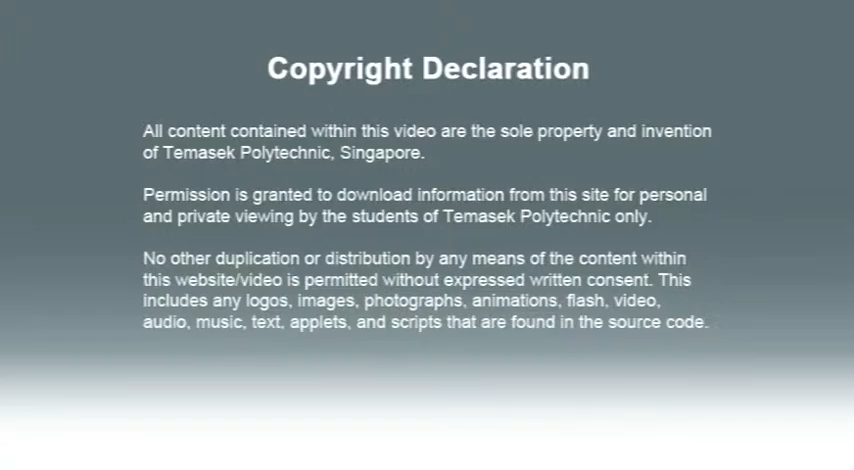 Copyright Declaration
All content contained within this video are the sole property and invention
of Temasek Polytechnic, Singapore.
Permission is granted to download information from this site for personal
and private viewing by the students of Temasek Polytechnic only.
No other duplication or distribution by any means of the content within
this website/video is permitted without expressed written consent. This
includes any logos, images, photographs, animations, flash, video,
audio, music, text, applets, and scripts that are found in the source code.